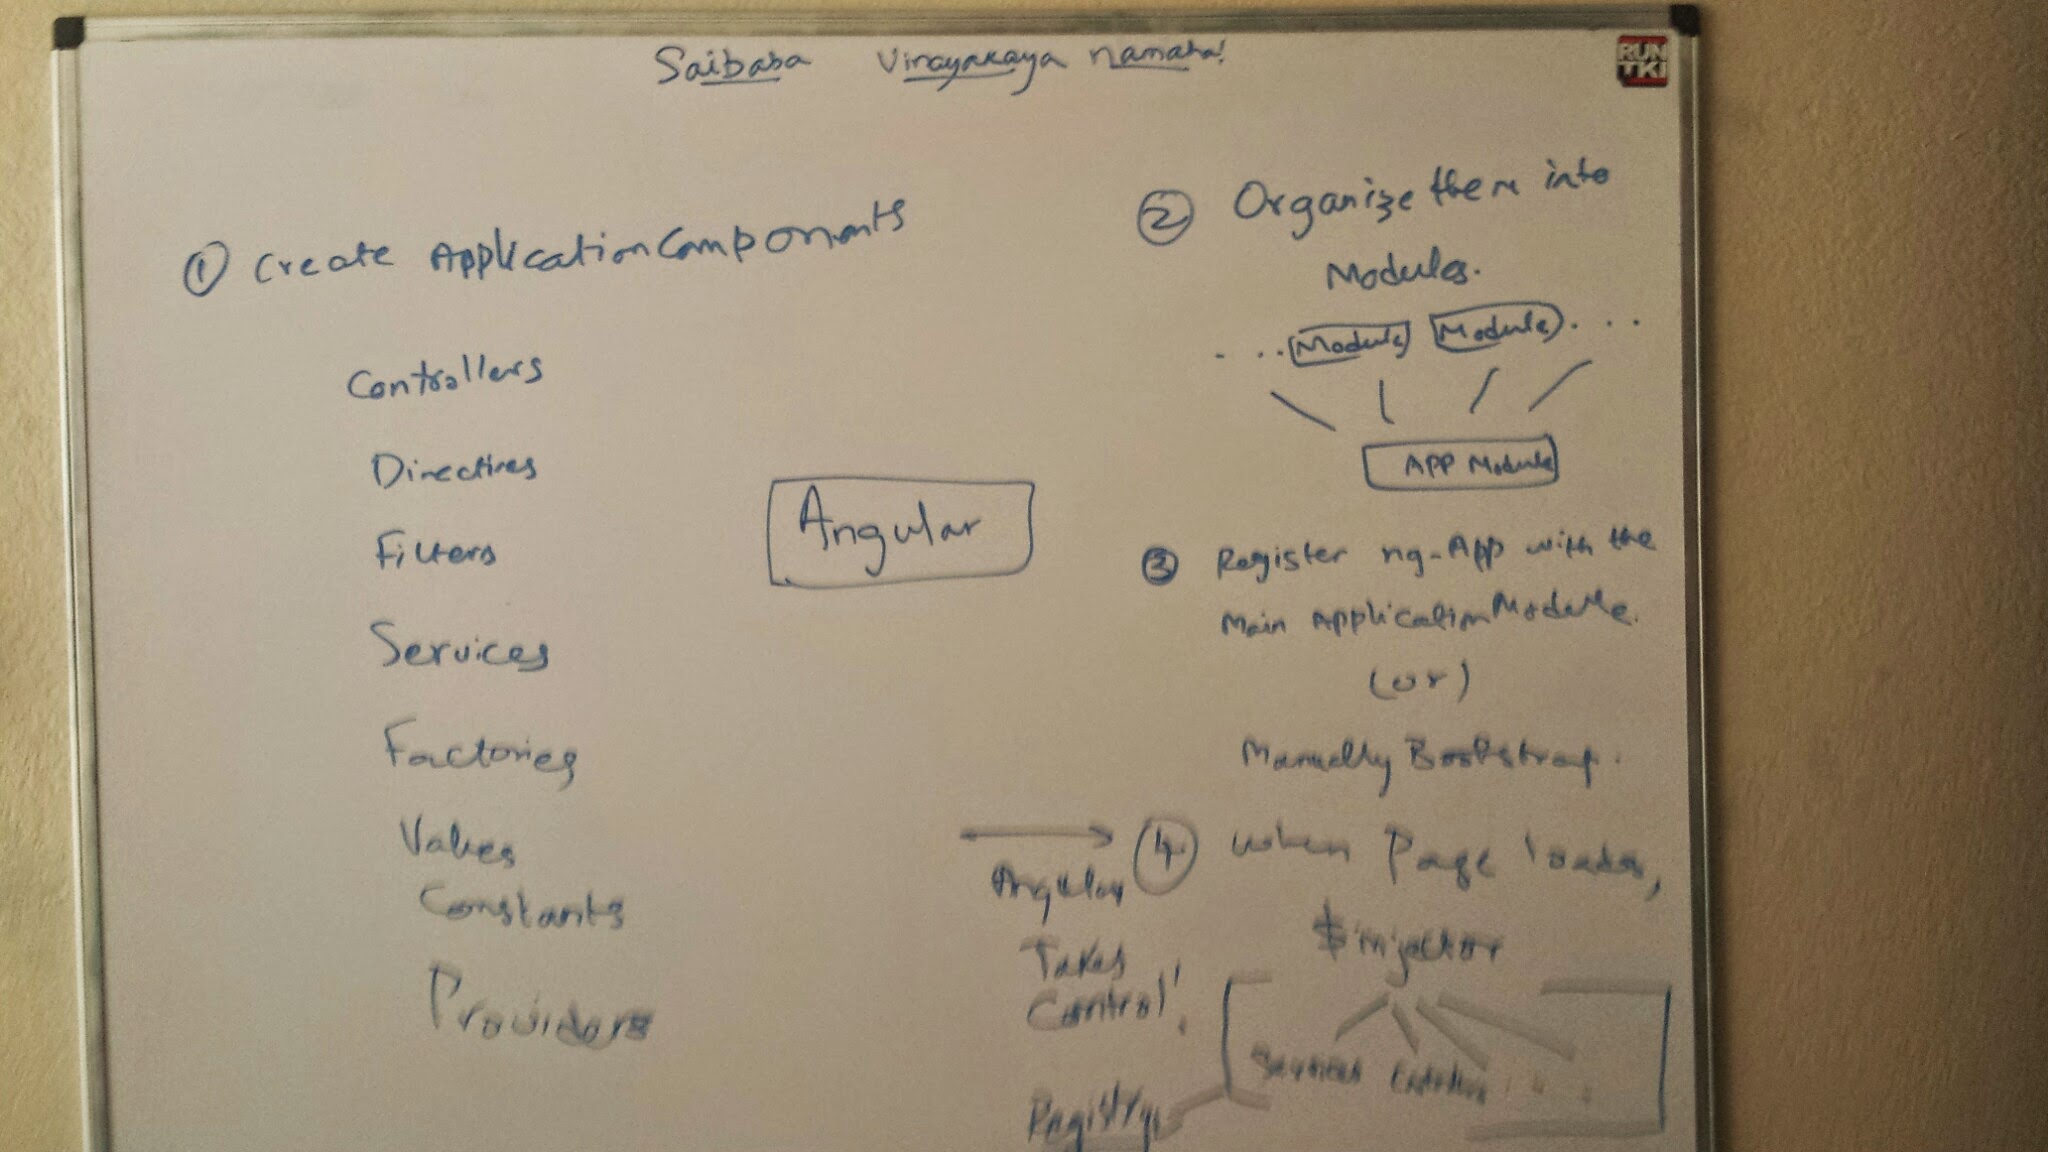 Saibaba Vinayakaya namaha!
RUN
TKI
① Create Application Components
Controllers
Directives
Filters
Services
Factories
Values
Constants
Providers
Angular
② Organize them into
Modules.
... Module Module ...
APP Module
③ Register ng-App with the
Main Application Module.
(or)
Manually Bootstrap.
④ when Page loads,
Angular
Takes
Control!
$injector
Services
Registry